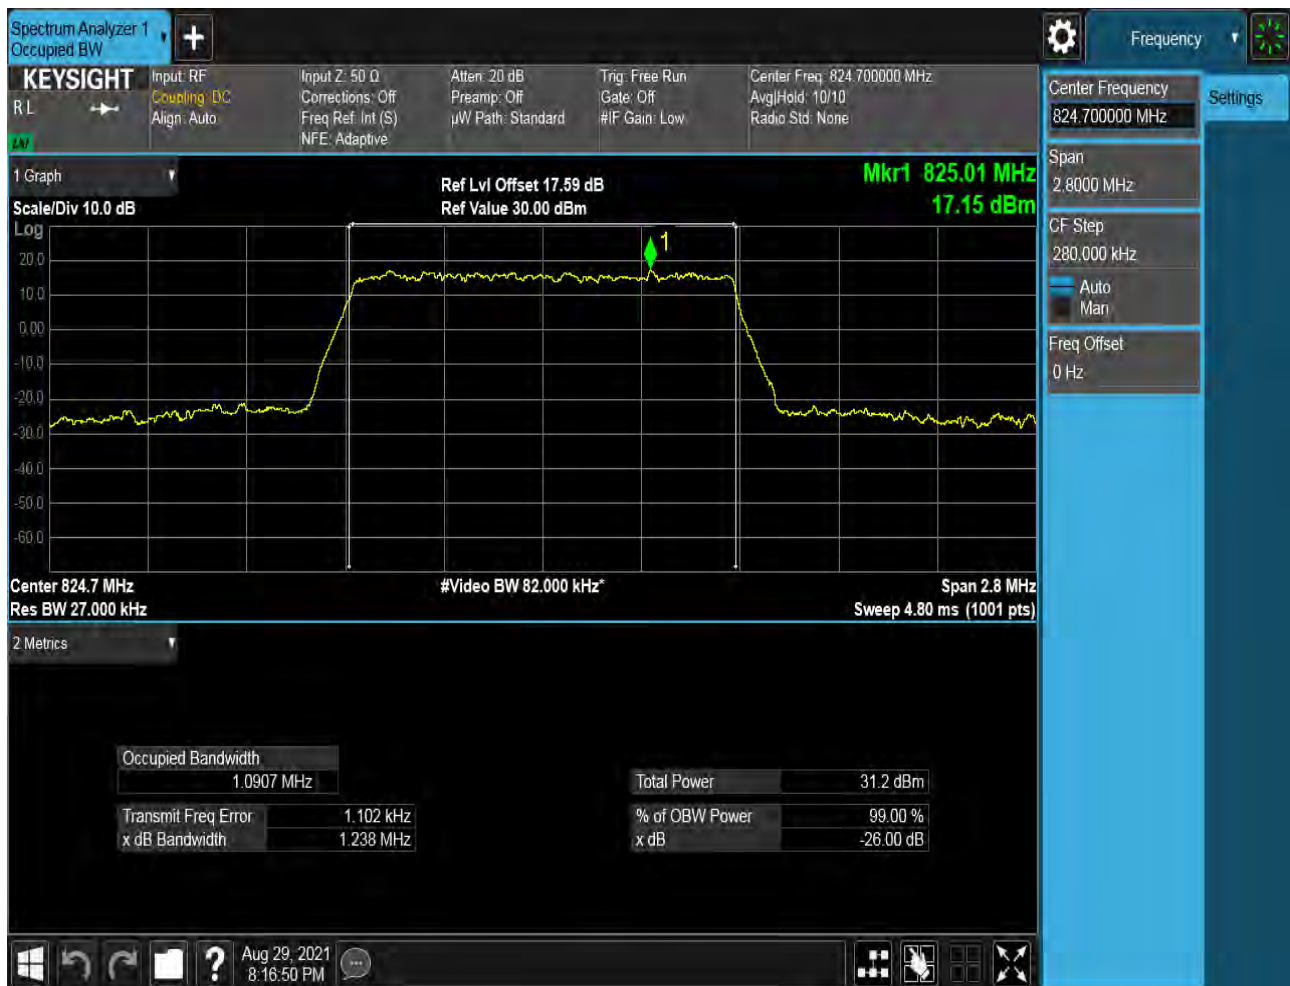 Spectrum Analyzer 1
Occupied BW
Frequency
KEYSIGHT
R L
LXI
Input: RF
Coupling: DC
Align: Auto
Input Z: 50 Ω
Corrections: Off
Freq Ref: Int (S)
NFE: Adaptive
Atten: 20 dB
Preamp: Off
µW Path: Standard
Trig: Free Run
Gate: Off
#IF Gain: Low
Center Freq: 824.700000 MHz
Avg|Hold: 10/10
Radio Std: None
Center Frequency
824.700000 MHz
Settings
Span
2.8000 MHz
CF Step
280.000 kHz
Auto
Man
Freq Offset
0 Hz
1 Graph
Scale/Div 10.0 dB
Ref Lvl Offset 17.59 dB
Ref Value 30.00 dBm
Mkr1 825.01 MHz
17.15 dBm
Log
1
20.0
10.0
0.00
-10.0
-20.0
-30.0
-40.0
-50.0
-60.0
Center 824.7 MHz
#Video BW 82.000 kHz*
Span 2.8 MHz
Res BW 27.000 kHz
Sweep 4.80 ms (1001 pts)
2 Metrics
Occupied Bandwidth
1.0907 MHz
Total Power 31.2 dBm
Transmit Freq Error 1.102 kHz
% of OBW Power 99.00 %
x dB Bandwidth 1.238 MHz
x dB -26.00 dB
?
Aug 29, 2021
8:16:50 PM